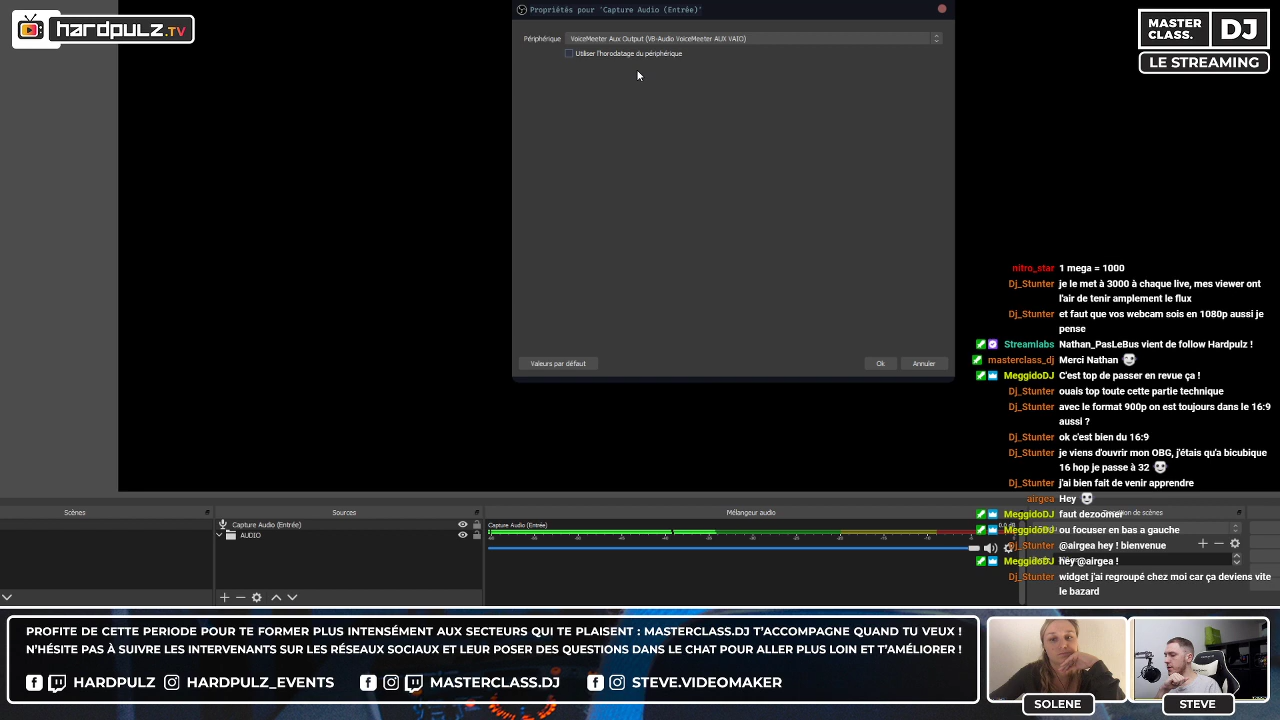 hardpulz.TV
Propriétés pour 'Capture Audio (Entrée)'
Périphérique
VoiceMeeter Aux Output (VB-Audio VoiceMeeter AUX VAIO)
Utiliser l'horodatage du périphérique
Valeurs par défaut
Ok
Annuler
MASTER CLASS.
DJ
LE STREAMING
nitro_star 1 mega = 1000
Dj_Stunter je le met à 3000 à chaque live, mes viewer ont
l'air de tenir amplement le flux
Dj_Stunter et faut que vos webcam sois en 1080p aussi je
pense
Streamlabs Nathan_PasLeBus vient de follow Hardpulz !
masterclass_dj Merci Nathan
MeggidoDJ C'est top de passer en revue ça !
Dj_Stunter ouais top toute cette partie technique
Dj_Stunter avec le format 900p on est toujours dans le 16:9
aussi ?
Dj_Stunter ok c'est bien du 16:9
Dj_Stunter je viens d'ouvrir mon OBG, j'étais qu'a bicubique
16 hop je passe à 32
Dj_Stunter j'ai bien fait de venir apprendre
airgea Hey
MeggidoDJ faut dezoomer
MeggidoDJ ou focuser en bas a gauche
Dj_Stunter @airgea hey ! bienvenue
MeggidoDJ hey @airgea !
Dj_Stunter widget j'ai regroupé chez moi car ça deviens vite
le bazard
Scènes
Sources
Mélangeur audio
Capture Audio (Entrée)
AUDIO
Capture Audio (Entrée)
de scènes
PROFITE DE CETTE PERIODE POUR TE FORMER PLUS INTENSÉMENT AUX SECTEURS QUI TE PLAISENT : MASTERCLASS.DJ T'ACCOMPAGNE QUAND TU VEUX !
N'HÉSITE PAS À SUIVRE LES INTERVENANTS SUR LES RÉSEAUX SOCIAUX ET LEUR POSER DES QUESTIONS DANS LE CHAT POUR ALLER PLUS LOIN ET T'AMÉLIORER !
HARDPULZ
HARDPULZ_EVENTS
MASTERCLASS.DJ
STEVE.VIDEOMAKER
SOLENE
STEVE